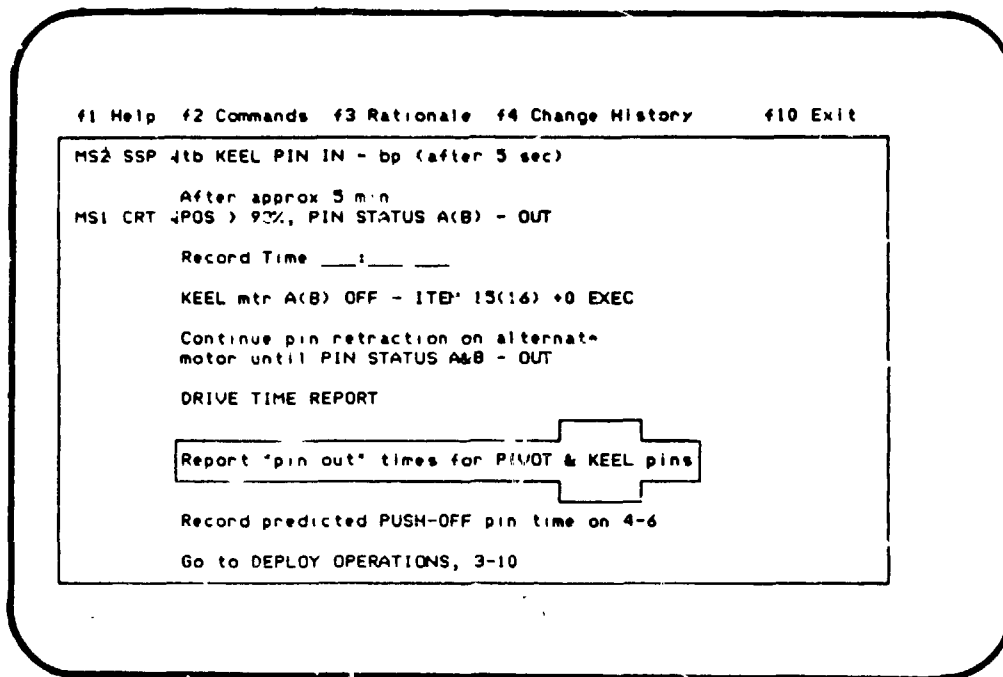 f1 Help f2 Commands f3 Rationale f4 Change History f10 Exit
MS2 SSP √tb KEEL PIN IN - bp (after 5 sec)
After approx 5 min
MS1 CRT √POS > 90%, PIN STATUS A(B) - OUT
Record Time ___:___ ___
KEEL mtr A(B) OFF - ITEM 15(16) +0 EXEC
Continue pin retraction on alternate
motor until PIN STATUS A&B - OUT
DRIVE TIME REPORT
Report "pin out" times for PIVOT & KEEL pins
Record predicted PUSH-OFF pin time on 4-6
Go to DEPLOY OPERATIONS, 3-10